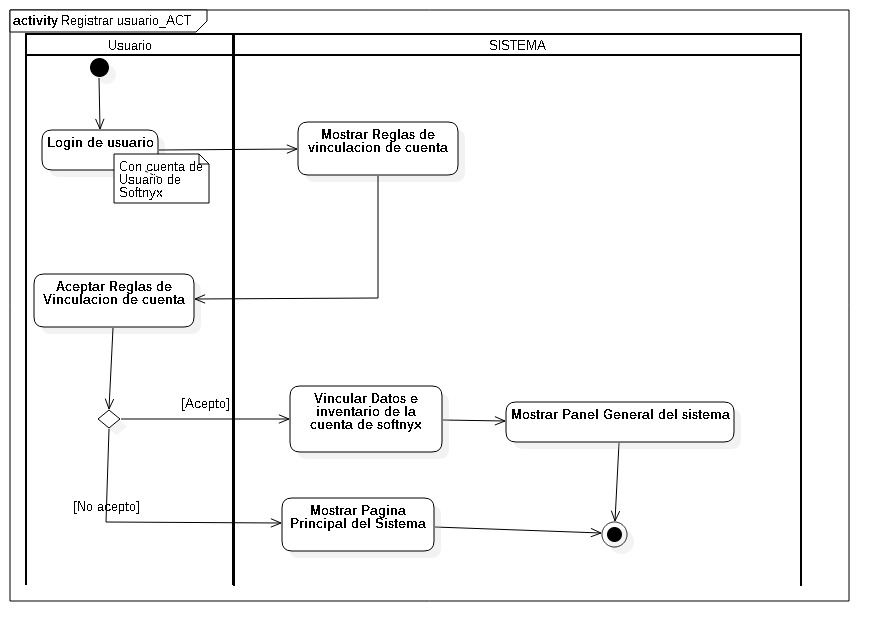 activity Registrar usuario_ACT
Usuario
SISTEMA
Login de usuario
Con cuenta de
Usuario de
Softnyx
Mostrar Reglas de
vinculacion de cuenta
Aceptar Reglas de
Vinculacion de cuenta
[Acepto]
Vincular Datos e
inventario de la
cuenta de softnyx
Mostrar Panel General del sistema
[No acepto]
Mostrar Pagina
Principal del Sistema